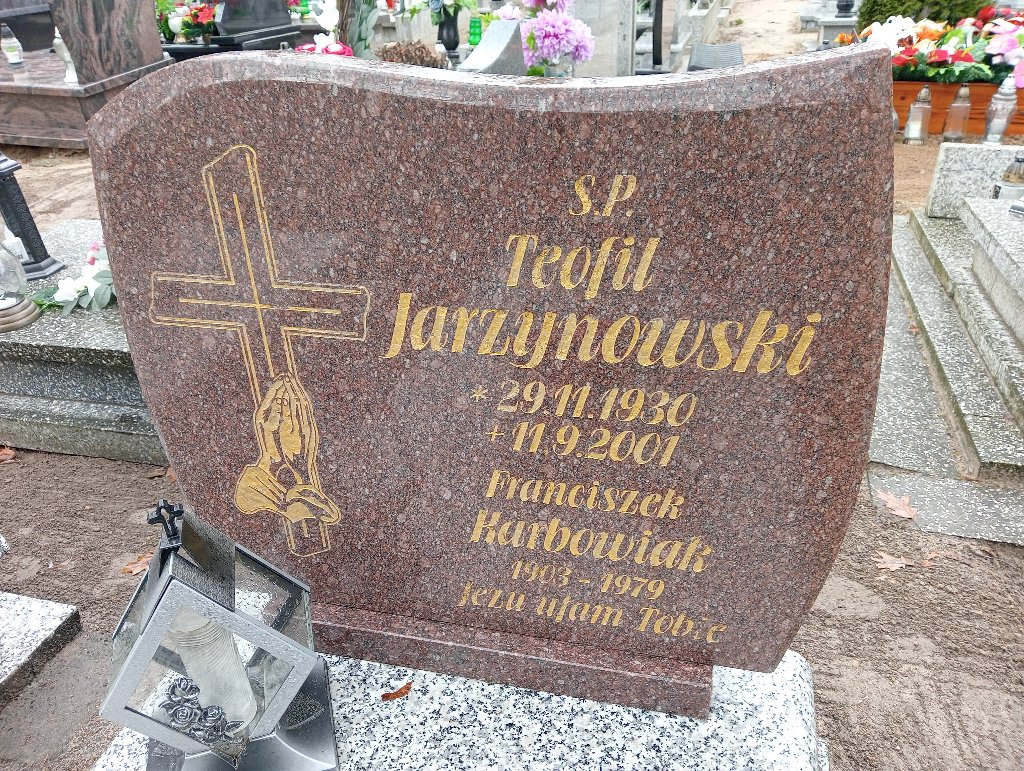 S.P.
Teofil
Jarzynowski
* 29.11.1930
+ 11.9.2001
Franciszek
Karbowiak
1903 - 1979
Jezu ufam Tobie